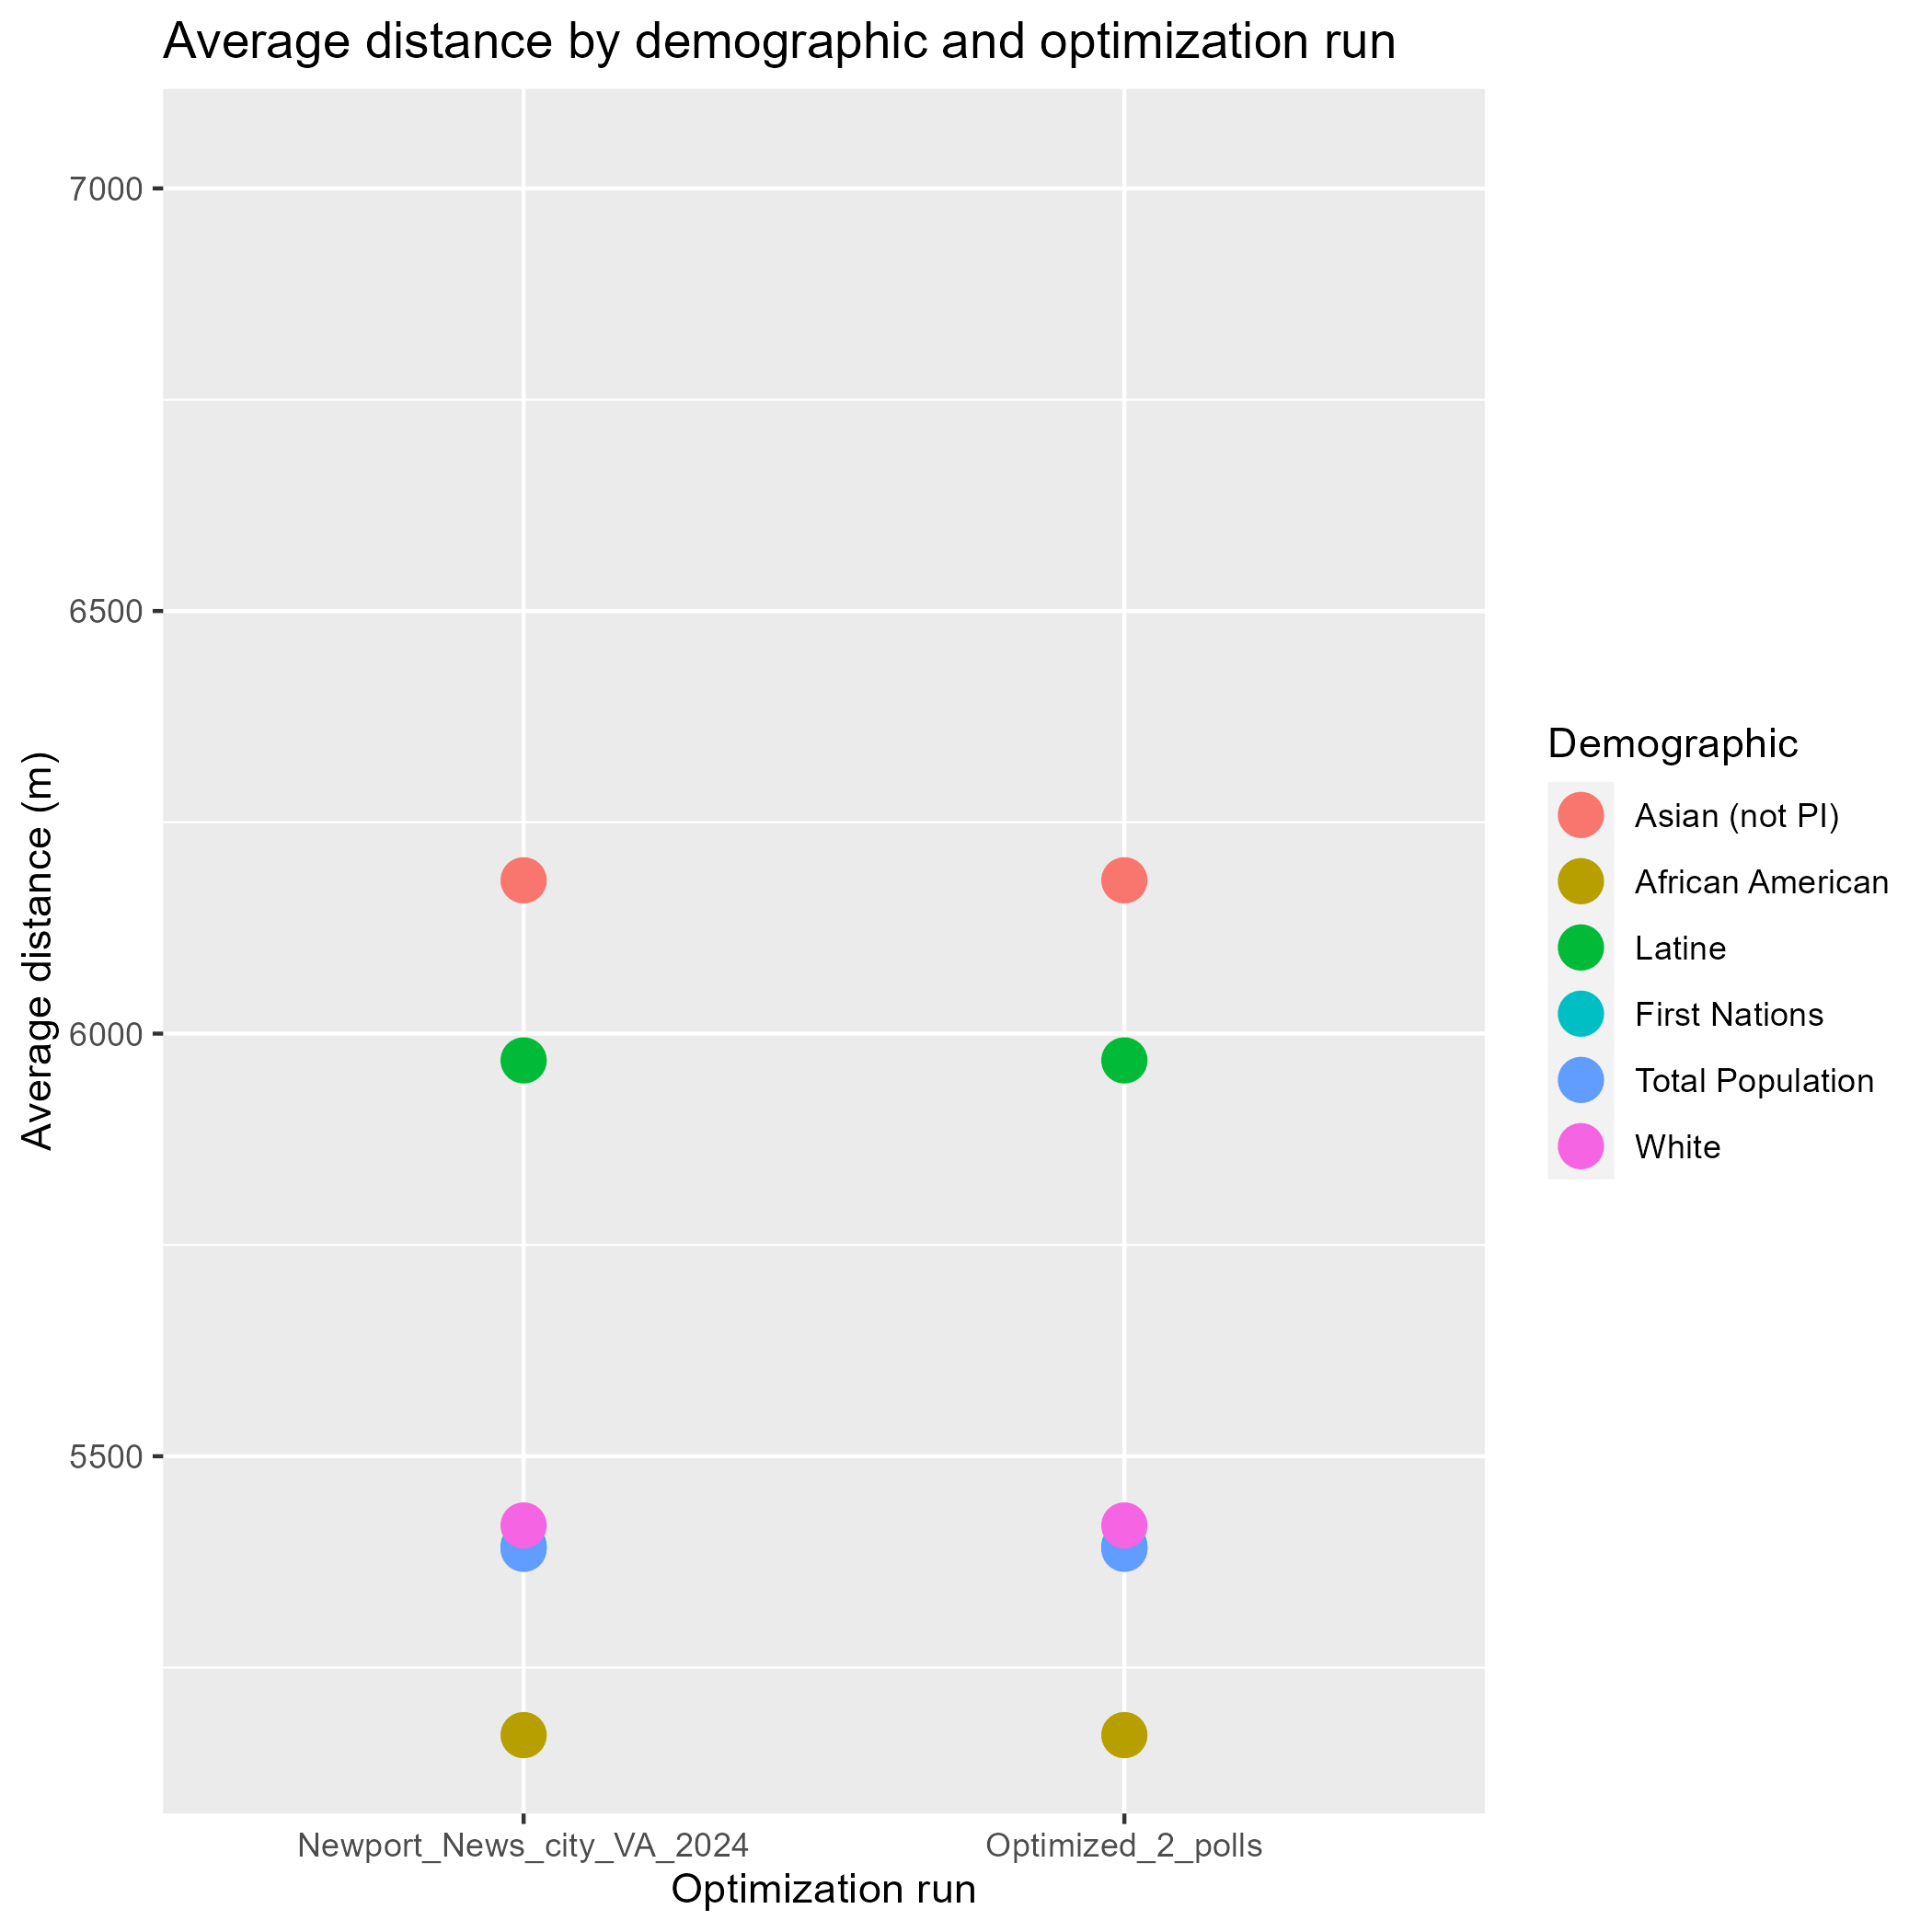 Average distance by demographic and optimization run
Average distance (m)
7000
6500
6000
5500
Newport_News_city_VA_2024
Optimized_2_polls
Optimization run
Demographic
Asian (not PI)
African American
Latine
First Nations
Total Population
White